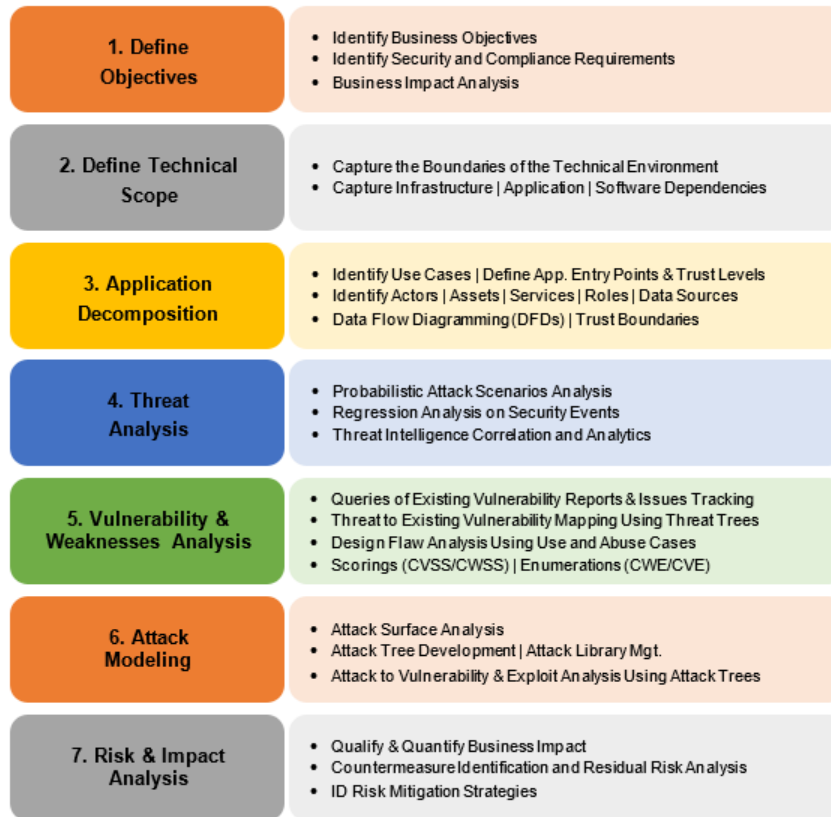 1. Define
Objectives
• Identify Business Objectives
• Identify Security and Compliance Requirements
• Business Impact Analysis
2. Define Technical
Scope
• Capture the Boundaries of the Technical Environment
• Capture Infrastructure | Application | Software Dependencies
3. Application
Decomposition
• Identify Use Cases | Define App. Entry Points & Trust Levels
• Identify Actors | Assets | Services | Roles | Data Sources
• Data Flow Diagramming (DFDs) | Trust Boundaries
4. Threat
Analysis
• Probabilistic Attack Scenarios Analysis
• Regression Analysis on Security Events
• Threat Intelligence Correlation and Analytics
5. Vulnerability &
Weaknesses Analysis
• Queries of Existing Vulnerability Reports & Issues Tracking
• Threat to Existing Vulnerability Mapping Using Threat Trees
• Design Flaw Analysis Using Use and Abuse Cases
• Scorings (CVSS/CWSS) | Enumerations (CWE/CVE)
6. Attack
Modeling
• Attack Surface Analysis
• Attack Tree Development | Attack Library Mgt.
• Attack to Vulnerability & Exploit Analysis Using Attack Trees
7. Risk & Impact
Analysis
• Qualify & Quantify Business Impact
• Countermeasure Identification and Residual Risk Analysis
• ID Risk Mitigation Strategies